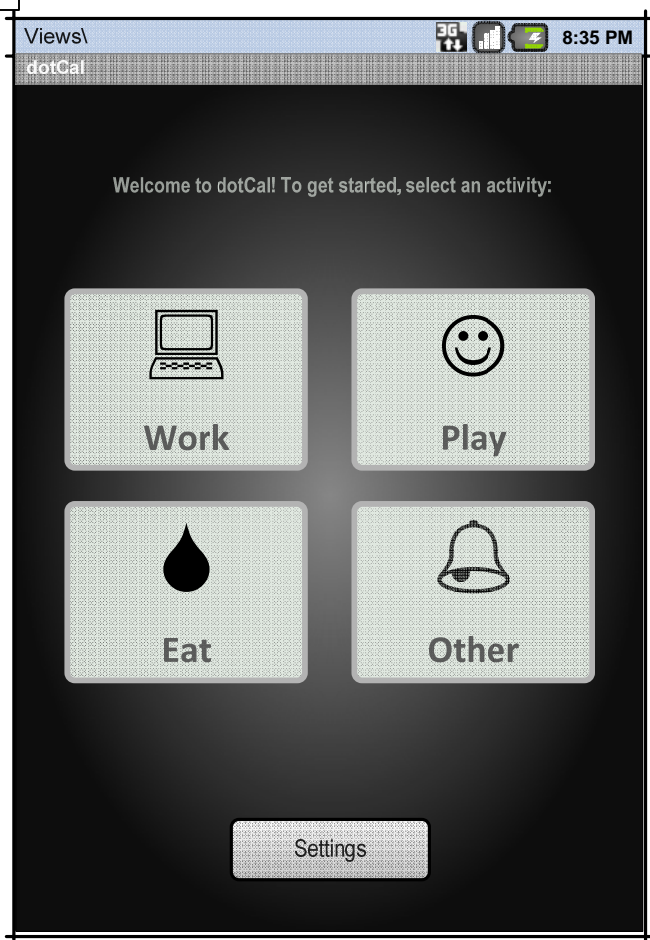 Views\
3G
8:35 PM
dotCal
Welcome to dotCal! To get started, select an activity:
Work
Play
Eat
Other
Settings